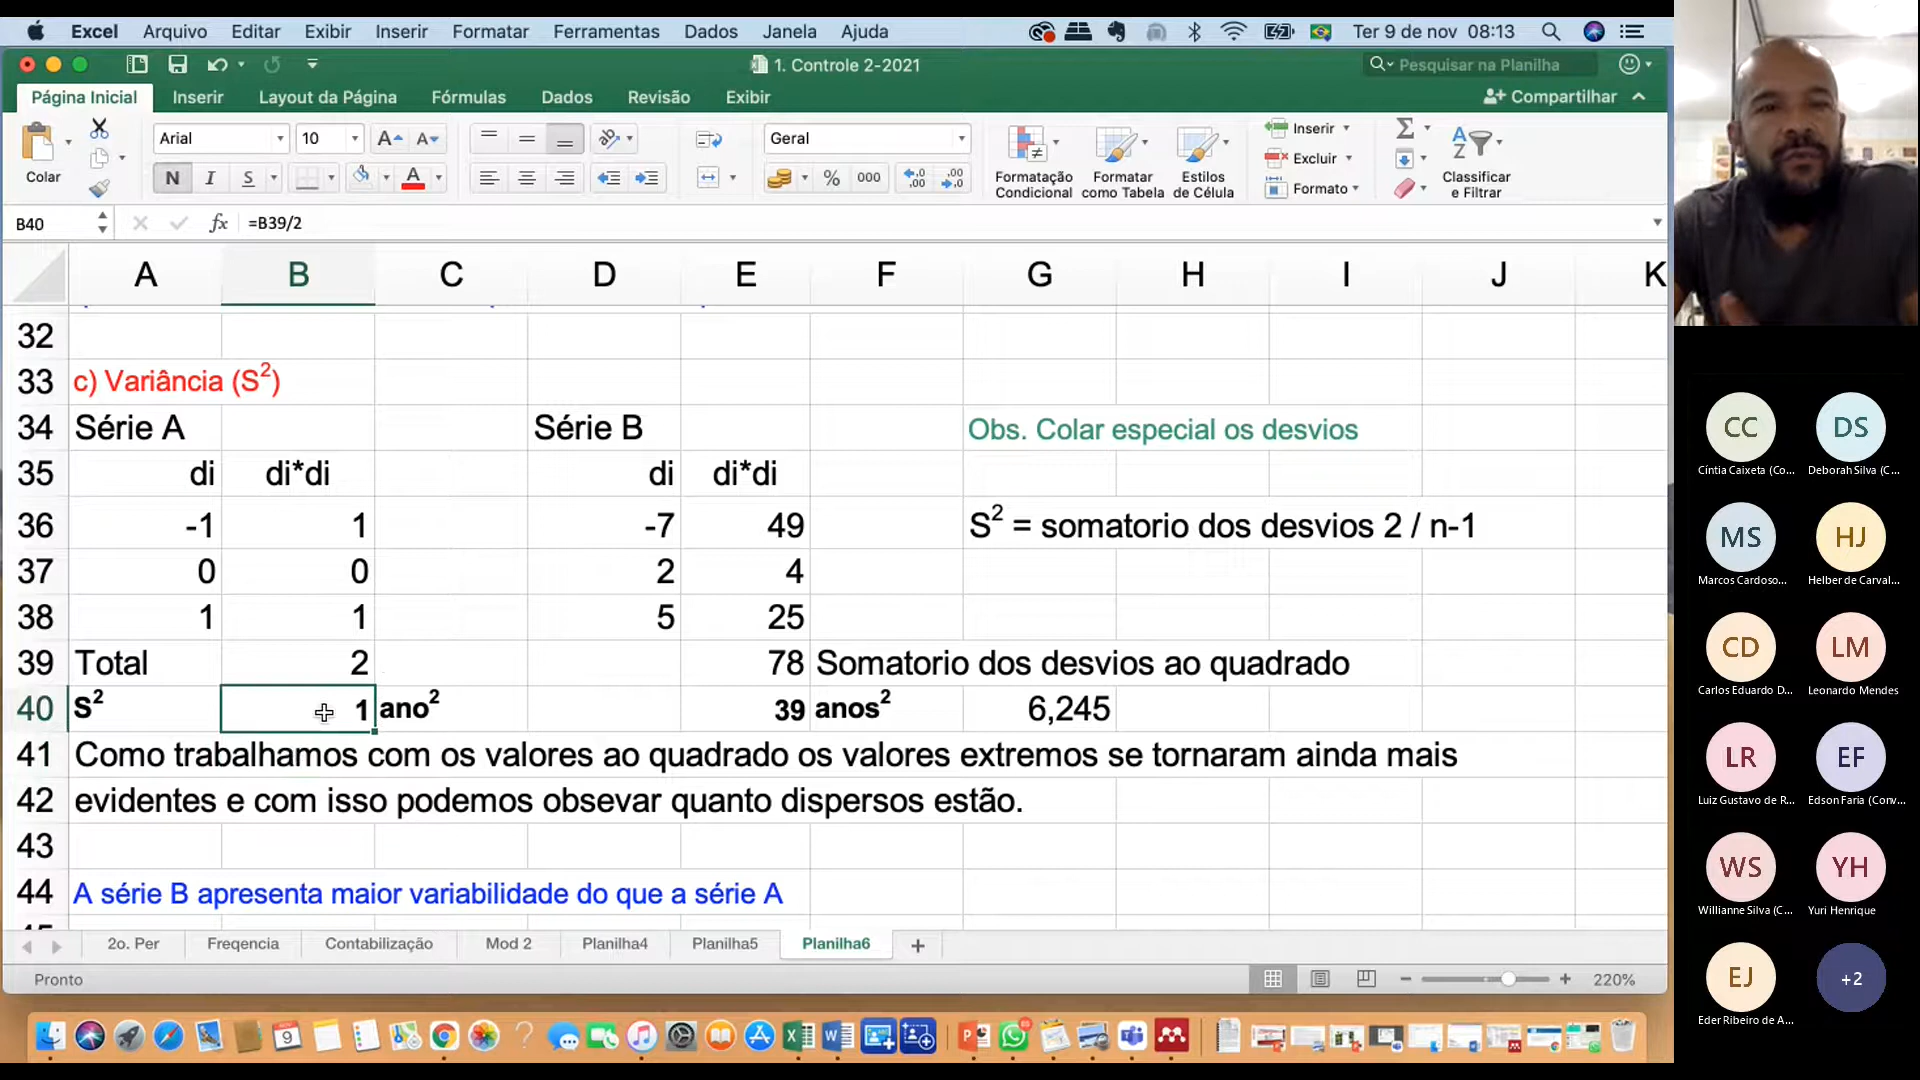 Excel Arquivo Editar Exibir Inserir Formatar Ferramentas Dados Janela Ajuda Ter 9 de nov 08:13
1. Controle 2-2021
Pesquisar na Planilha
Página Inicial Inserir Layout da Página Fórmulas Dados Revisão Exibir Compartilhar
Colar
Arial 10
N I S
Geral
% 000
Formatação Condicional
Formatar como Tabela
Estilos de Célula
Inserir
Excluir
Formato
Classificar e Filtrar
B40 fx =B39/2
A B C D E F G H I J K
32
33 c) Variância (S²)
34 Série A Série B Obs. Colar especial os desvios
35 di di*di di di*di
36 -1 1 -7 49 S² = somatorio dos desvios 2 / n-1
37 0 0 2 4
38 1 1 5 25
39 Total 2 78 Somatorio dos desvios ao quadrado
40 S² 1 ano² 39 anos² 6,245
41 Como trabalhamos com os valores ao quadrado os valores extremos se tornaram ainda mais
42 evidentes e com isso podemos obsevar quanto dispersos estão.
43
44 A série B apresenta maior variabilidade do que a série A
2o. Per Freqencia Contabilização Mod 2 Planilha4 Planilha5 Planilha6 +
Pronto 220%
CC DS
Cíntia Caixeta (Co... Deborah Silva (C...
MS HJ
Marcos Cardoso... Helber de Carval...
CD LM
Carlos Eduardo D... Leonardo Mendes
LR EF
Luiz Gustavo de R... Edson Faria (Conv...
WS YH
Willianne Silva (C... Yuri Henrique
EJ +2
Eder Ribeiro de A...